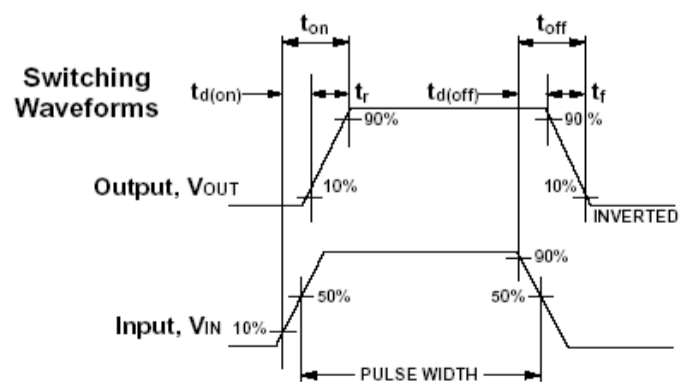 ton
toff
Switching
Waveforms
td(on)
tr
td(off)
tf
90%
90%
Output, VOUT
10%
10%
INVERTED
90%
50%
50%
Input, VIN
10%
PULSE WIDTH